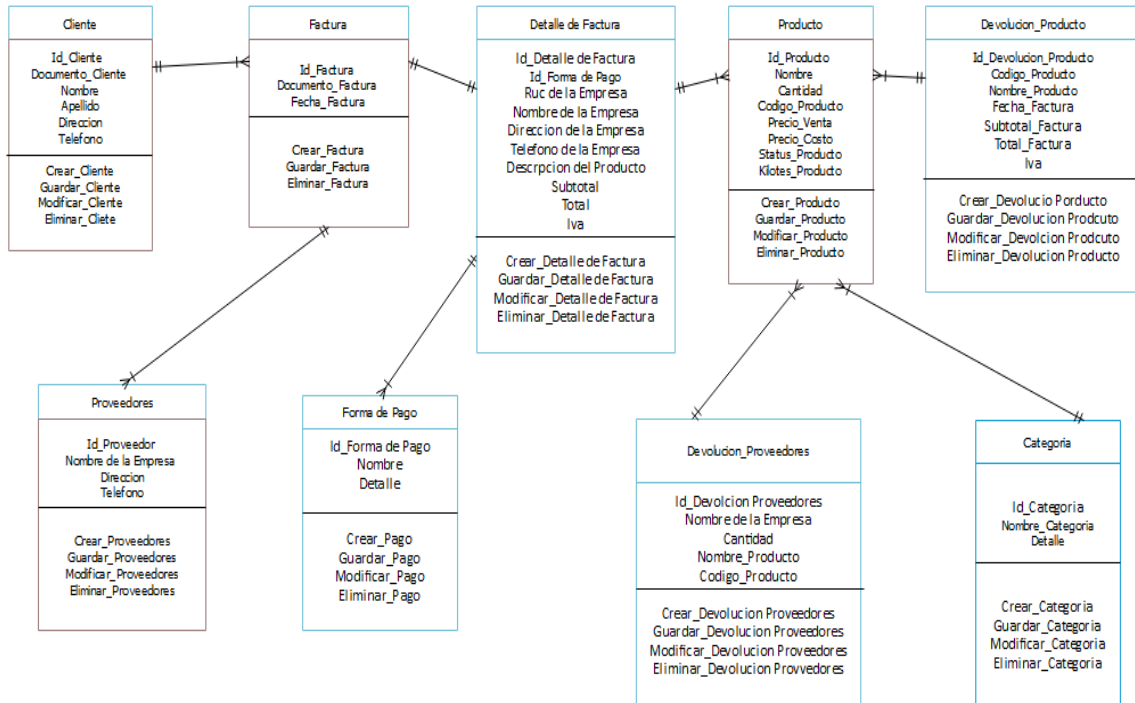 Cliente
Id_Cliente
Documento_Cliente
Nombre
Apellido
Direccion
Telefono
Crear_Cliente
Guardar_Cliente
Modificar_Cliente
Eliminar_Cliete
Factura
Id_Factura
Documento_Factura
Fecha_Factura
Crear_Factura
Guardar_Factura
Eliminar_Factura
Detalle de Factura
Id_Detalle de Factura
Id_Forma de Pago
Ruc de la Empresa
Nombre de la Empresa
Direccion de la Empresa
Telefono de la Empresa
Descrpcion del Producto
Subtotal
Total
Iva
Crear_Detalle de Factura
Guardar_Detalle de Factura
Modificar_Detalle de Factura
Eliminar_Detalle de Factura
Producto
Id_Producto
Nombre
Cantidad
Codigo_Producto
Precio_Venta
Precio_Costo
Status_Producto
Kilotes_Producto
Crear_Producto
Guardar_Producto
Modificar_Producto
Eliminar_Producto
Devolucion_Producto
Id_Devolucion_Producto
Codigo_Producto
Nombre_Producto
Fecha_Factura
Subtotal_Factura
Total_Factura
Iva
Crear_Devolucio Porducto
Guardar_Devolucion Prodcuto
Modificar_Devolcion Prodcuto
Eliminar_Devolucion Producto
Proveedores
Id_Proveedor
Nombre de la Empresa
Direccion
Telefono
Crear_Proveedores
Guardar_Proveedores
Modificar_Proveedores
Eliminar_Proveedores
Forma de Pago
Id_Forma de Pago
Nombre
Detalle
Crear_Pago
Guardar_Pago
Modificar_Pago
Eliminar_Pago
Devolucion_Proveedores
Id_Devolcion Proveedores
Nombre de la Empresa
Cantidad
Nombre_Producto
Codigo_Producto
Crear_Devolucion Proveedores
Guardar_Devolucion Proveedores
Modificar_Devolucion Proveedores
Eliminar_Devolucion Provvedores
Categoria
Id_Categoria
Nombre_Categoria
Detalle
Crear_Categoria
Guardar_Categoria
Modificar_Categoria
Eliminar_Categoria